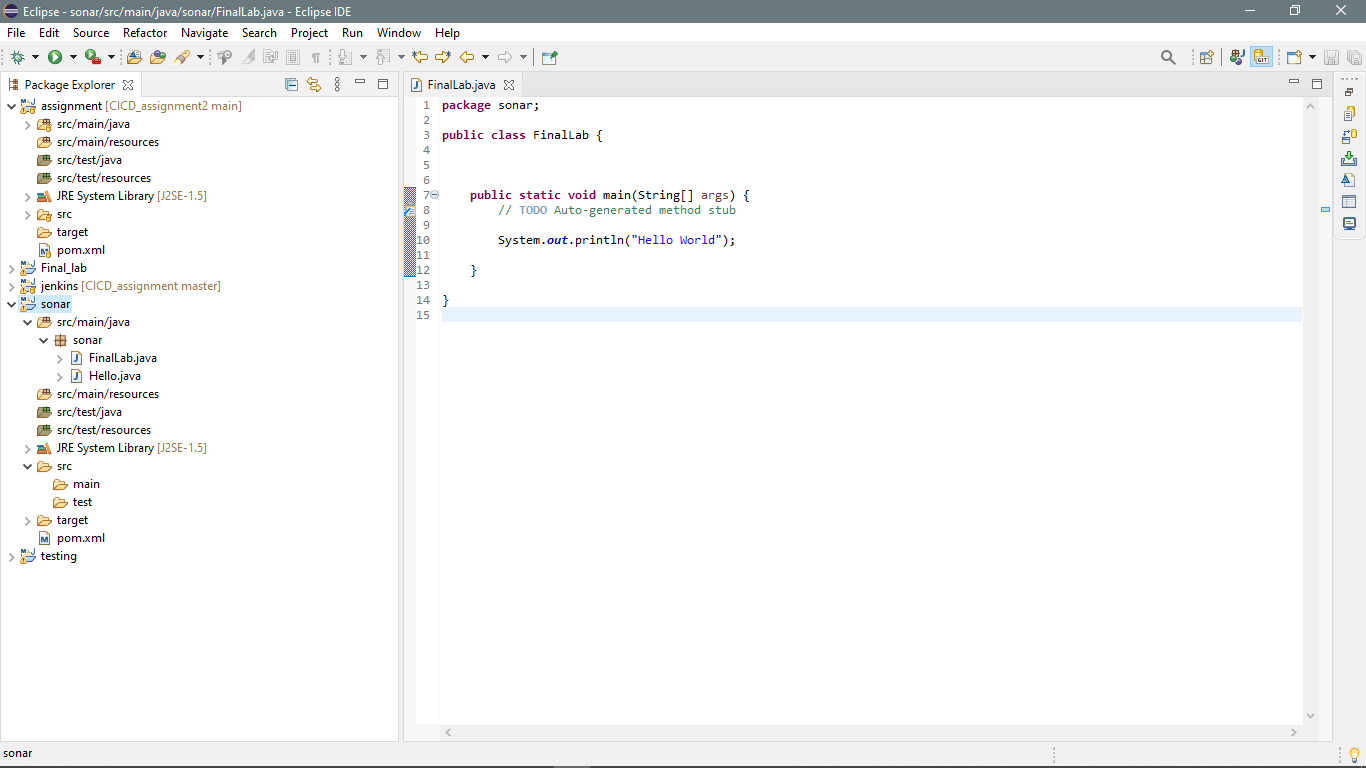 Eclipse - sonar/src/main/java/sonar/FinalLab.java - Eclipse IDE
File Edit Source Refactor Navigate Search Project Run Window Help
Package Explorer
assignment [CICD_assignment2 main]
src/main/java
src/main/resources
src/test/java
src/test/resources
JRE System Library [J2SE-1.5]
src
target
pom.xml
Final_lab
jenkins [CICD_assignment master]
sonar
src/main/java
sonar
FinalLab.java
Hello.java
src/main/resources
src/test/java
src/test/resources
JRE System Library [J2SE-1.5]
src
main
test
target
pom.xml
testing
FinalLab.java
1 package sonar;
2
3 public class FinalLab {
4
5
6
7 public static void main(String[] args) {
8 // TODO Auto-generated method stub
9
10 System.out.println("Hello World");
11
12 }
13
14 }
15
GIT
sonar